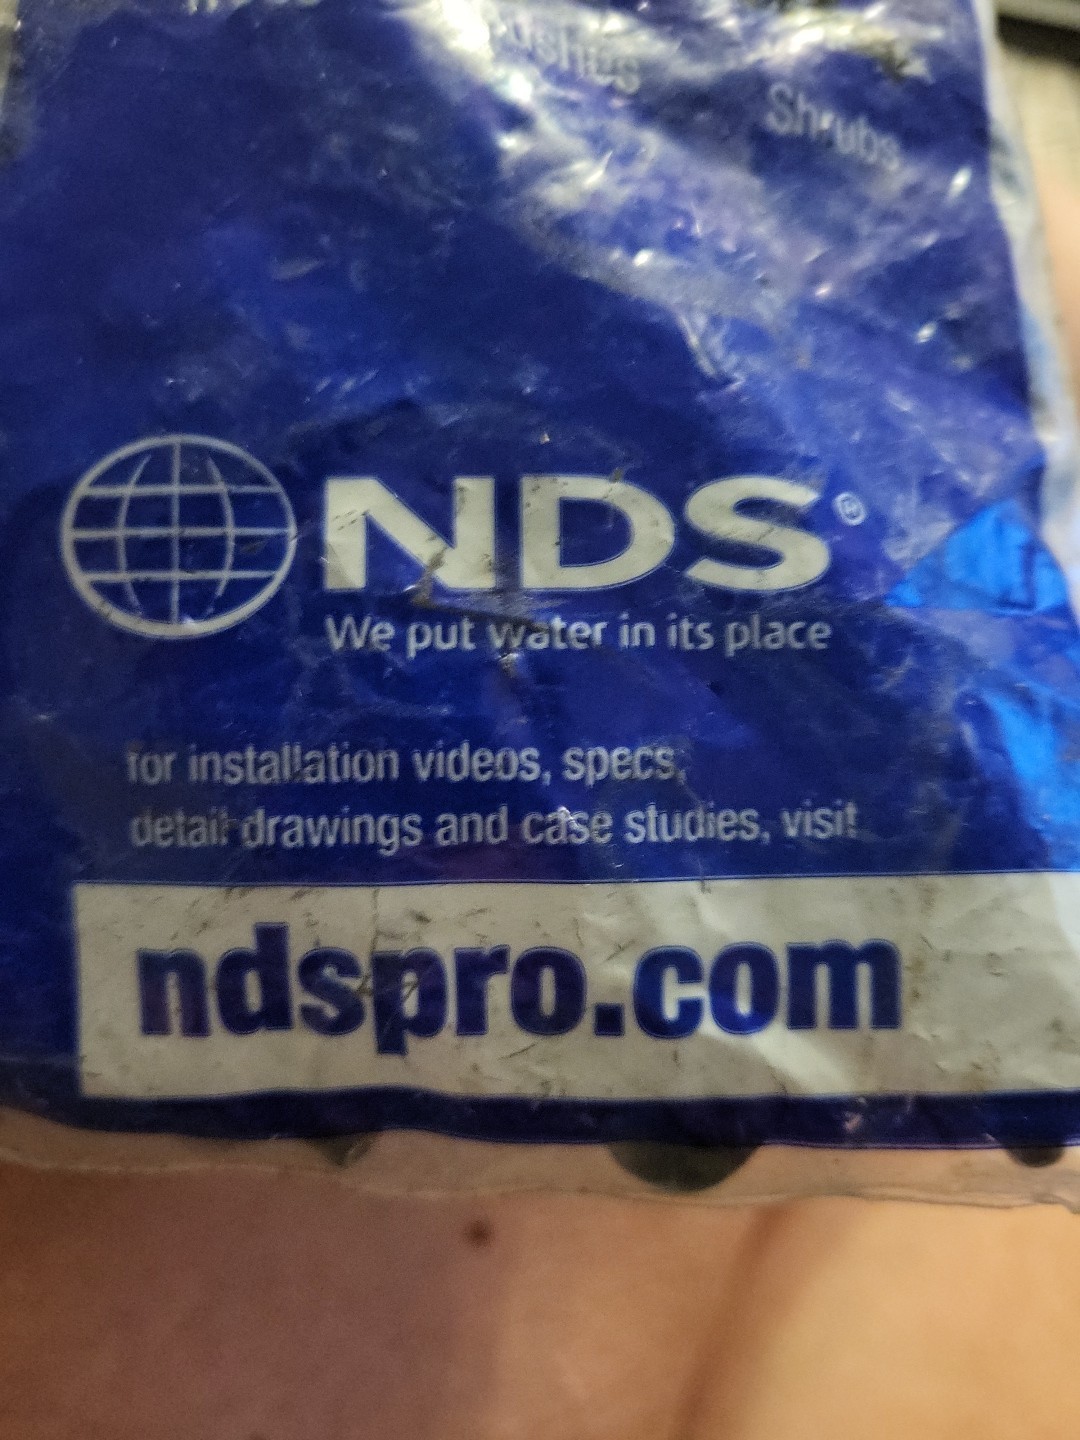 Shrubs
NDS®
We put water in its place
for installation videos, specs,
detail drawings and case studies, visit
ndspro.com